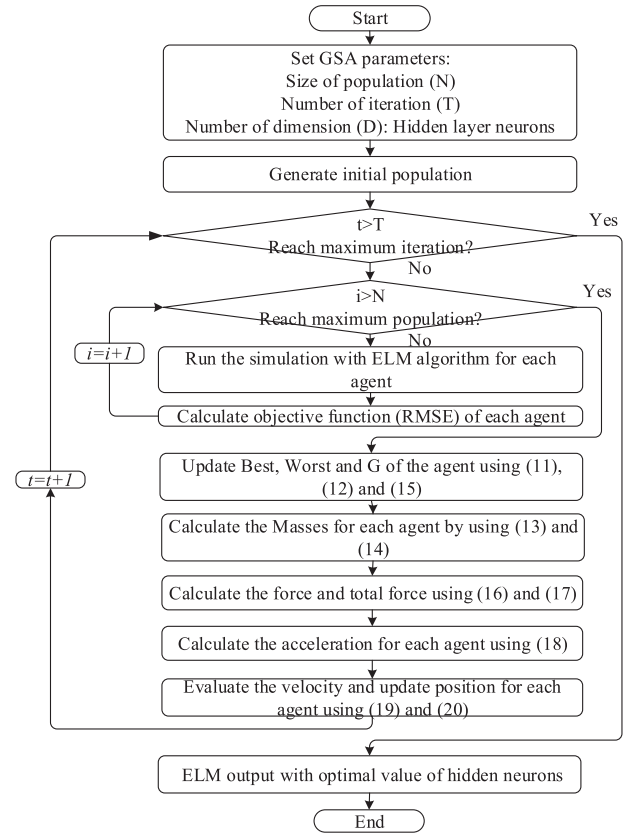 Start
Set GSA parameters:
Size of population (N)
Number of iteration (T)
Number of dimension (D): Hidden layer neurons
Generate initial population
t>T
Reach maximum iteration?
Yes
No
i>N
Reach maximum population?
Yes
No
i=i+1
Run the simulation with ELM algorithm for each
agent
Calculate objective function (RMSE) of each agent
Update Best, Worst and G of the agent using (11),
(12) and (15)
t=t+1
Calculate the Masses for each agent by using (13) and
(14)
Calculate the force and total force using (16) and (17)
Calculate the acceleration for each agent using (18)
Evaluate the velocity and update position for each
agent using (19) and (20)
ELM output with optimal value of hidden neurons
End